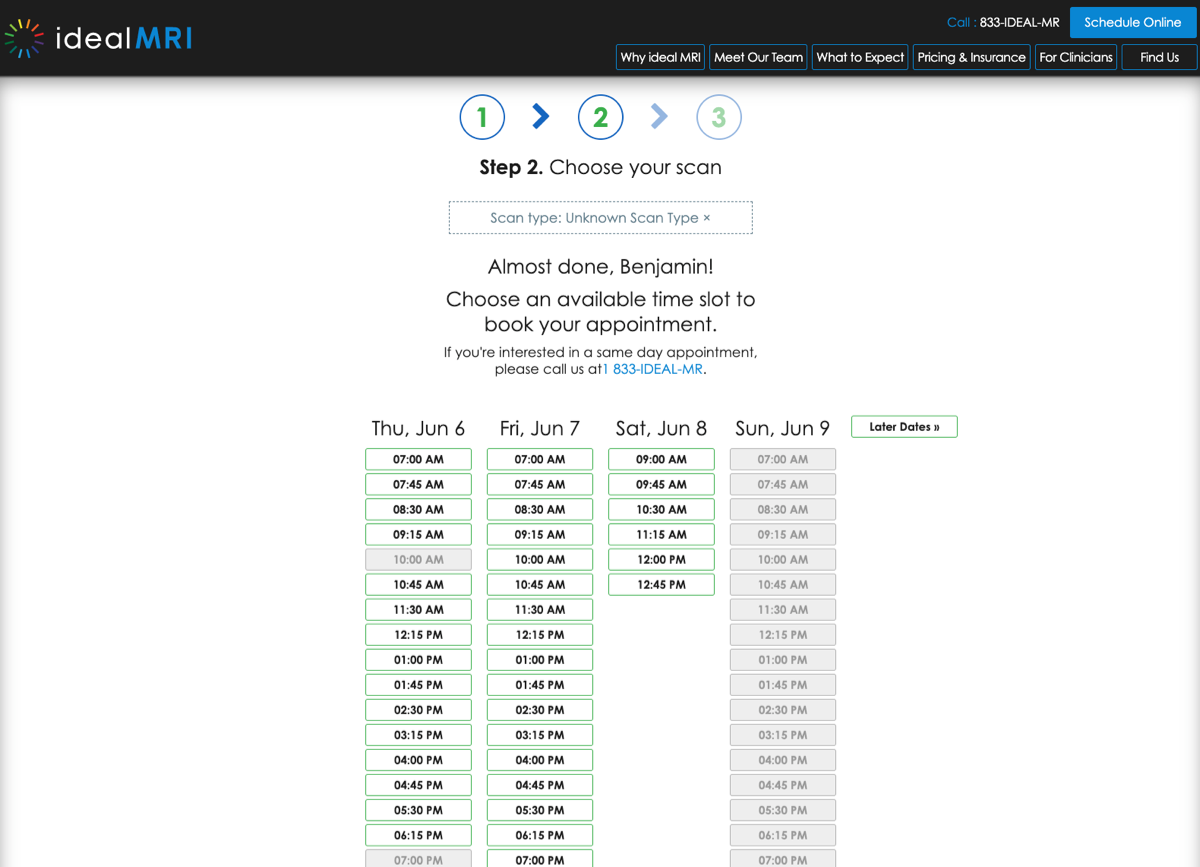 idealMRI
Call : 833-IDEAL-MR
Schedule Online
Why ideal MRI
Meet Our Team
What to Expect
Pricing & Insurance
For Clinicians
Find Us
1
2
3
Step 2. Choose your scan
Scan type: Unknown Scan Type ×
Almost done, Benjamin!
Choose an available time slot to
book your appointment.
If you're interested in a same day appointment,
please call us at1 833-IDEAL-MR.
Thu, Jun 6
07:00 AM
07:45 AM
08:30 AM
09:15 AM
10:00 AM
10:45 AM
11:30 AM
12:15 PM
01:00 PM
01:45 PM
02:30 PM
03:15 PM
04:00 PM
04:45 PM
05:30 PM
06:15 PM
07:00 PM
Fri, Jun 7
07:00 AM
07:45 AM
08:30 AM
09:15 AM
10:00 AM
10:45 AM
11:30 AM
12:15 PM
01:00 PM
01:45 PM
02:30 PM
03:15 PM
04:00 PM
04:45 PM
05:30 PM
06:15 PM
07:00 PM
Sat, Jun 8
09:00 AM
09:45 AM
10:30 AM
11:15 AM
12:00 PM
12:45 PM
Sun, Jun 9
07:00 AM
07:45 AM
08:30 AM
09:15 AM
10:00 AM
10:45 AM
11:30 AM
12:15 PM
01:00 PM
01:45 PM
02:30 PM
03:15 PM
04:00 PM
04:45 PM
05:30 PM
06:15 PM
07:00 PM
Later Dates »